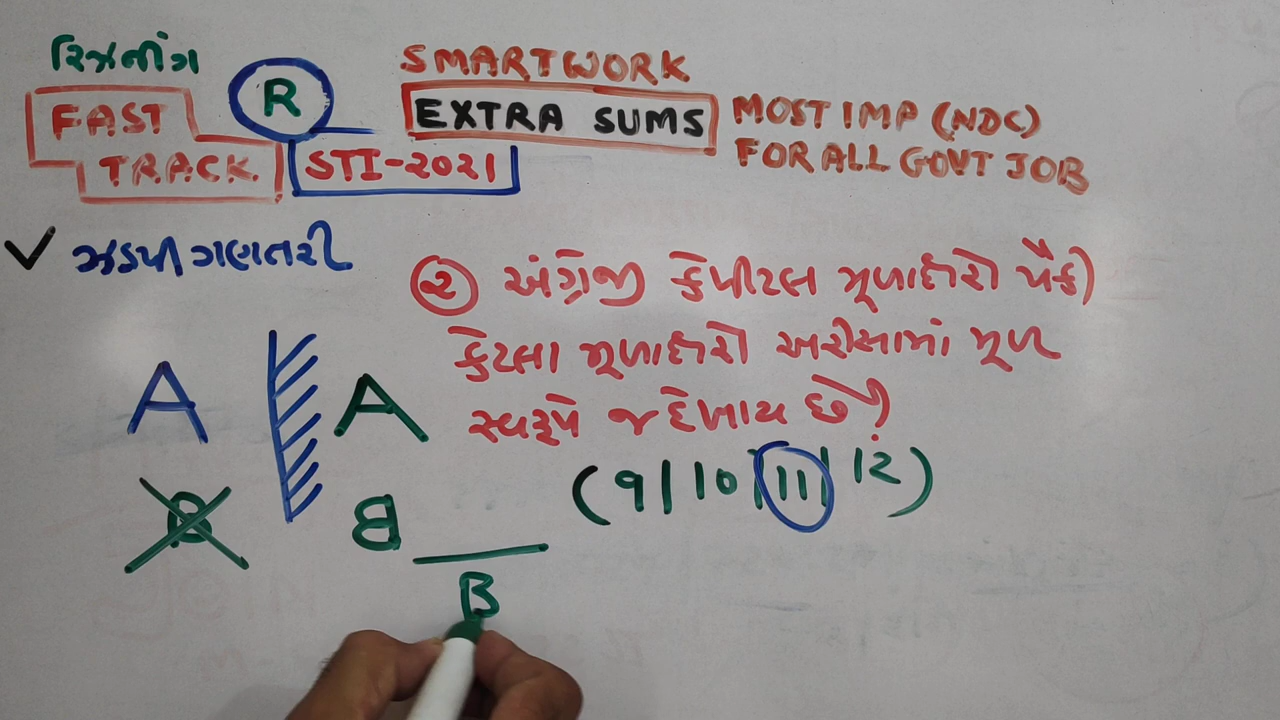 રિઝનીંગ
FAST
TRACK
R
STI-૨૦૨૧
SMARTWORK
EXTRA SUMS
MOST IMP (NDC)
FOR ALL GOVT JOB
✓ ઝડપી ગણતરી
૨ અંગ્રેજી કેપીટલ મૂળાક્ષરો પૈકી
કેટલા મૂળાક્ષરો અરીસામાં મૂળ
સ્વરૂપે જ દેખાય છે?
(9|10|11|12)
A A
B B
B